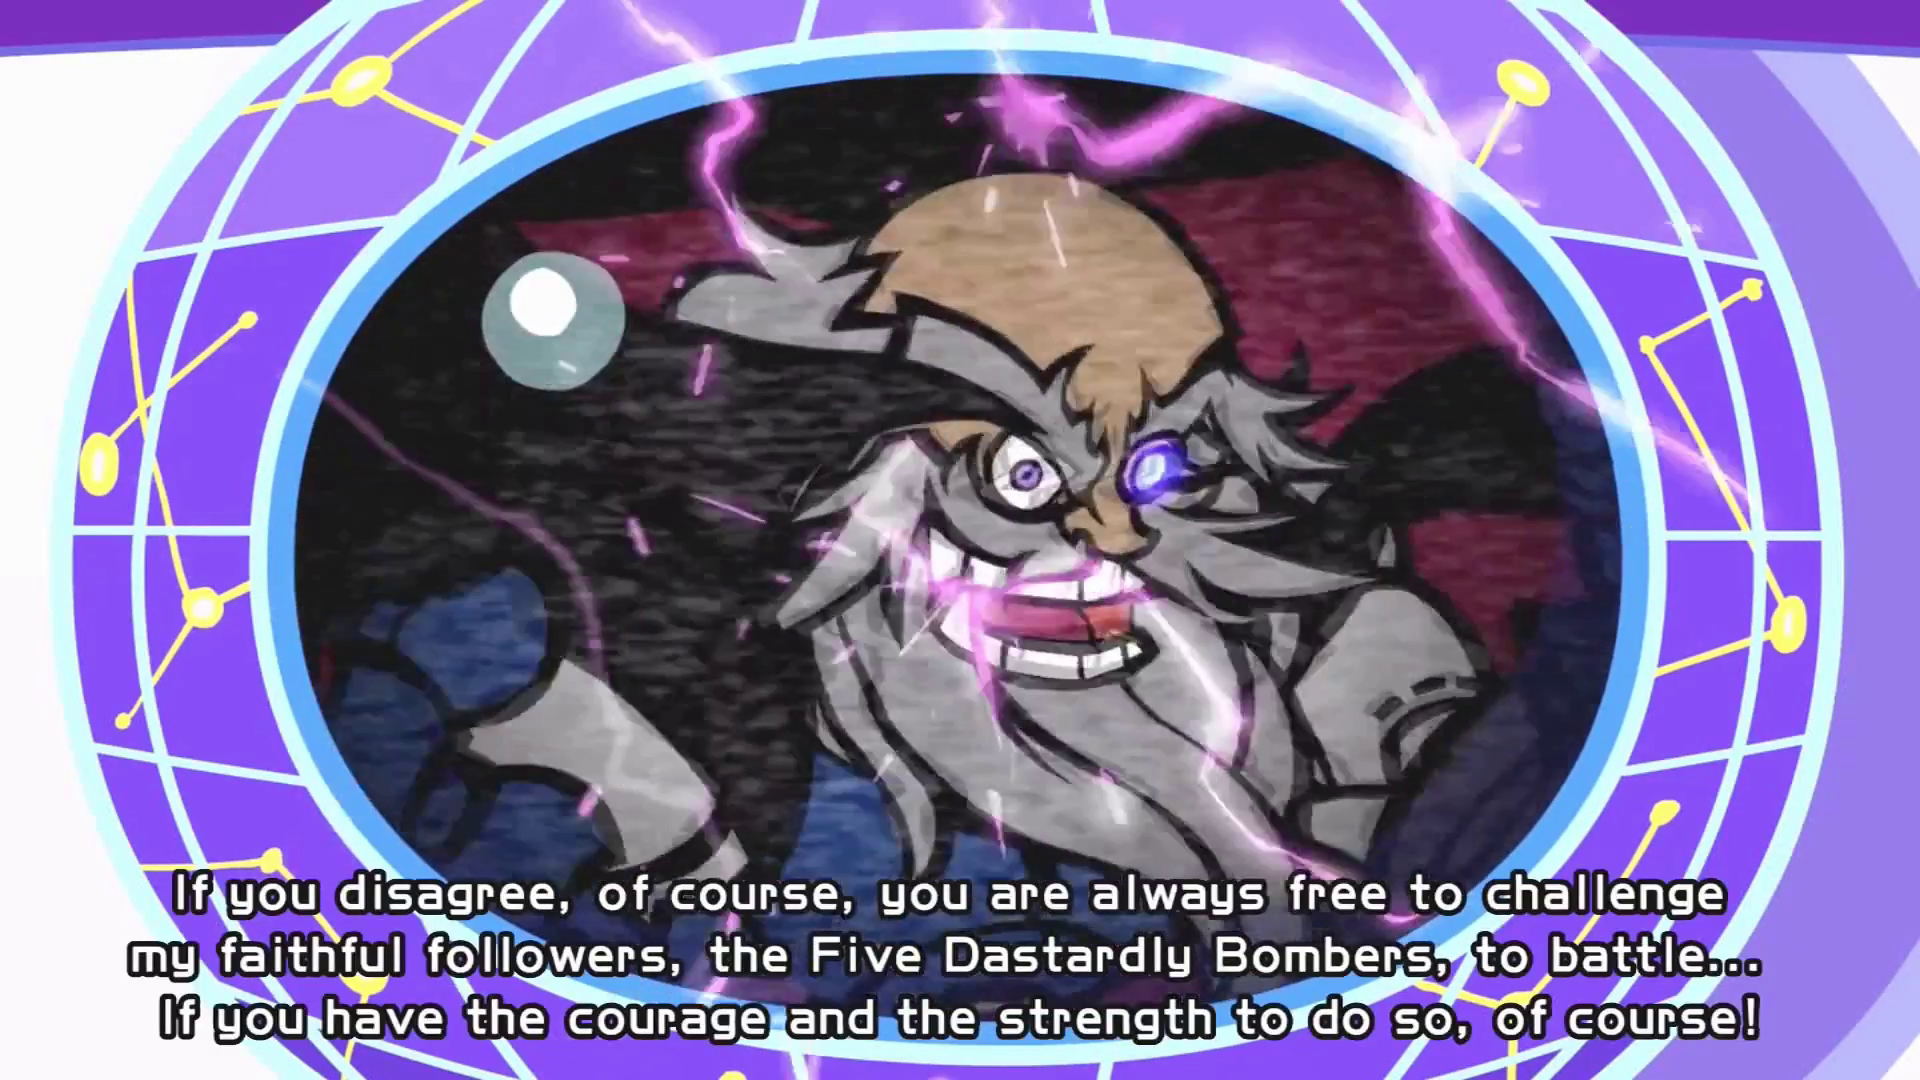 If you disagree, of course, you are always free to challenge
my faithful followers, the Five Dastardly Bombers, to battle...
If you have the courage and the strength to do so, of course!